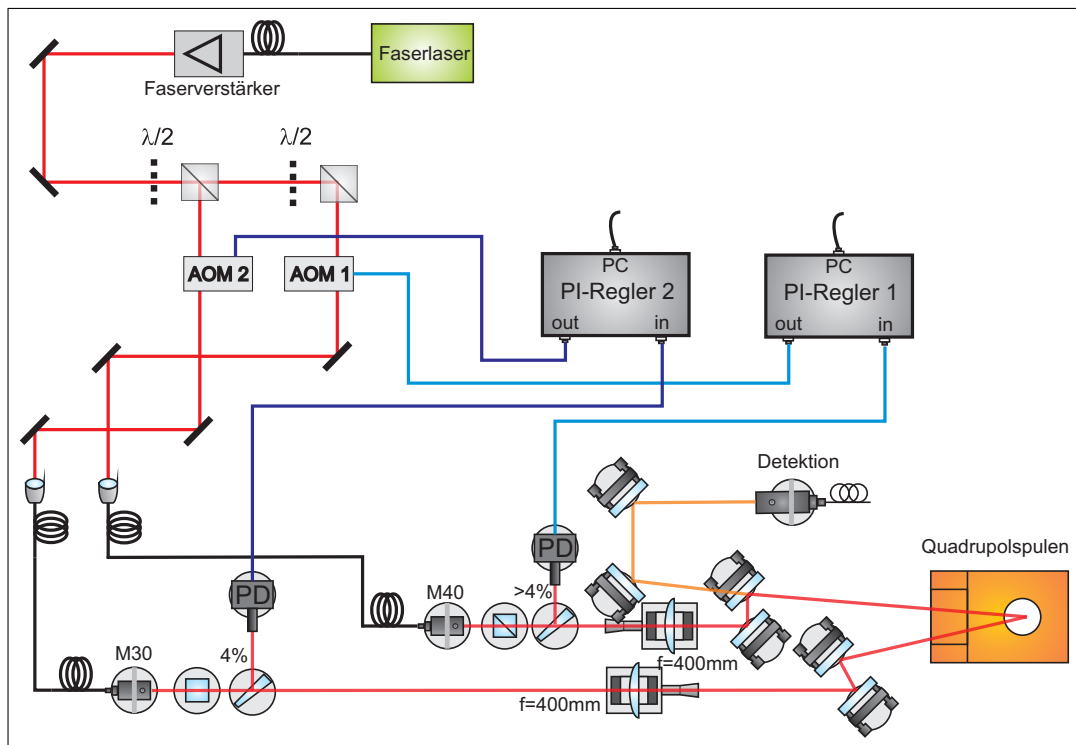 Faserlaser
Faserverstärker
λ/2
λ/2
AOM 2
AOM 1
PC
PI-Regler 2
out
in
PC
PI-Regler 1
out
in
Detektion
Quadrupolspulen
PD
PD
M40
>4%
M30
4%
f=400mm
f=400mm